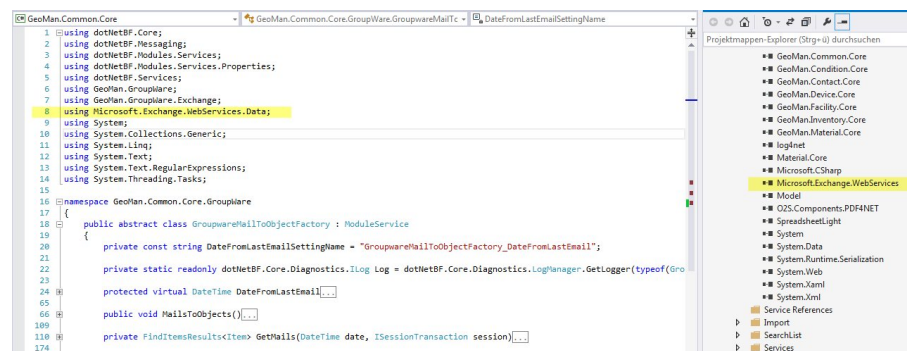 GeoMan.Common.Core
GeoMan.Common.Core.GroupWare.GroupwareMailTc
DateFromLastEmailSettingName
1 using dotNetBF.Core;
2 using dotNetBF.Messaging;
3 using dotNetBF.Modules.Services;
4 using dotNetBF.Modules.Services.Properties;
5 using dotNetBF.Services;
6 using GeoMan.GroupWare;
7 using GeoMan.GroupWare.Exchange;
8 using Microsoft.Exchange.WebServices.Data;
9 using System;
10 using System.Collections.Generic;
11 using System.Linq;
12 using System.Text;
13 using System.Text.RegularExpressions;
14 using System.Threading.Tasks;
15
16 namespace GeoMan.Common.Core.GroupWare
17 {
18 public abstract class GroupwareMailToObjectFactory : ModuleService
19 {
20 private const string DateFromLastEmailSettingName = "GroupwareMailToObjectFactory_DateFromLastEmail";
21
22 private static readonly dotNetBF.Core.Diagnostics.ILog Log = dotNetBF.Core.Diagnostics.LogManager.GetLogger(typeof(Gro
23
24 protected virtual DateTime DateFromLastEmail...
65
66 public void MailsToObjects()...
109
110 private FindItemsResults<Item> GetMails(DateTime date, ISessionTransaction session)...
174
Projektmappen-Explorer (Strg+ü) durchsuchen
GeoMan.Common.Core
GeoMan.Condition.Core
GeoMan.Contact.Core
GeoMan.Device.Core
GeoMan.Facility.Core
GeoMan.Inventory.Core
GeoMan.Material.Core
log4net
Material.Core
Microsoft.CSharp
Microsoft.Exchange.WebServices
Model
O2S.Components.PDF4NET
SpreadsheetLight
System
System.Data
System.Runtime.Serialization
System.Web
System.Xaml
System.Xml
Service References
Import
SearchList
Services